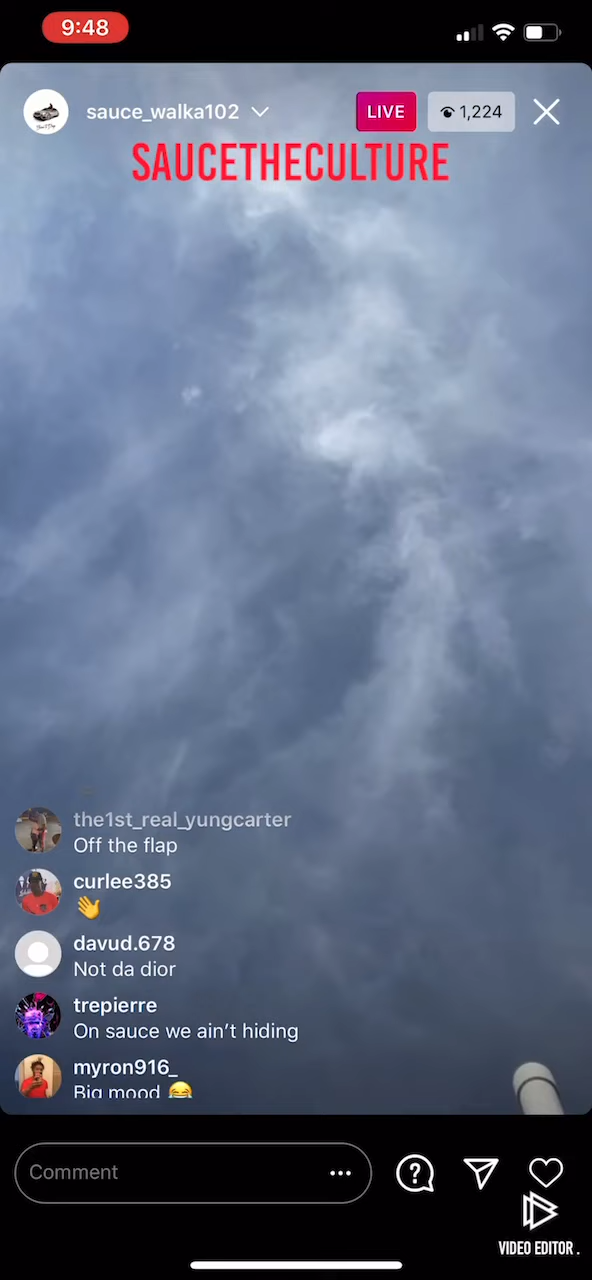 9:48
sauce_walka102
LIVE
1,224
SAUCETHECULTURE
the1st_real_yungcarter
Off the flap
curlee385
👋
davud.678
Not da dior
trepierre
On sauce we ain’t hiding
myron916_
Big mood 😂
Comment
VIDEO EDITOR .